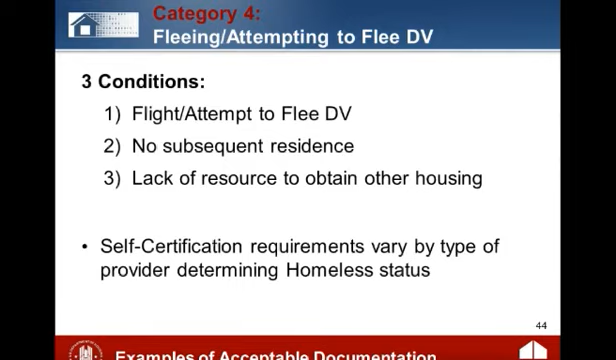 Category 4:
Fleeing/Attempting to Flee DV
3 Conditions:
1) Flight/Attempt to Flee DV
2) No subsequent residence
3) Lack of resource to obtain other housing
• Self-Certification requirements vary by type of
provider determining Homeless status
44
Examples of Acceptable Documentation